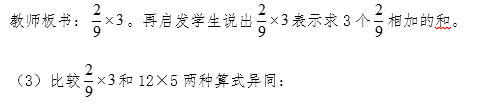 教师板书：2/9×3。再启发学生说出2/9×3表示求3个2/9相加的和。
（3）比较2/9×3和12×5两种算式异同：